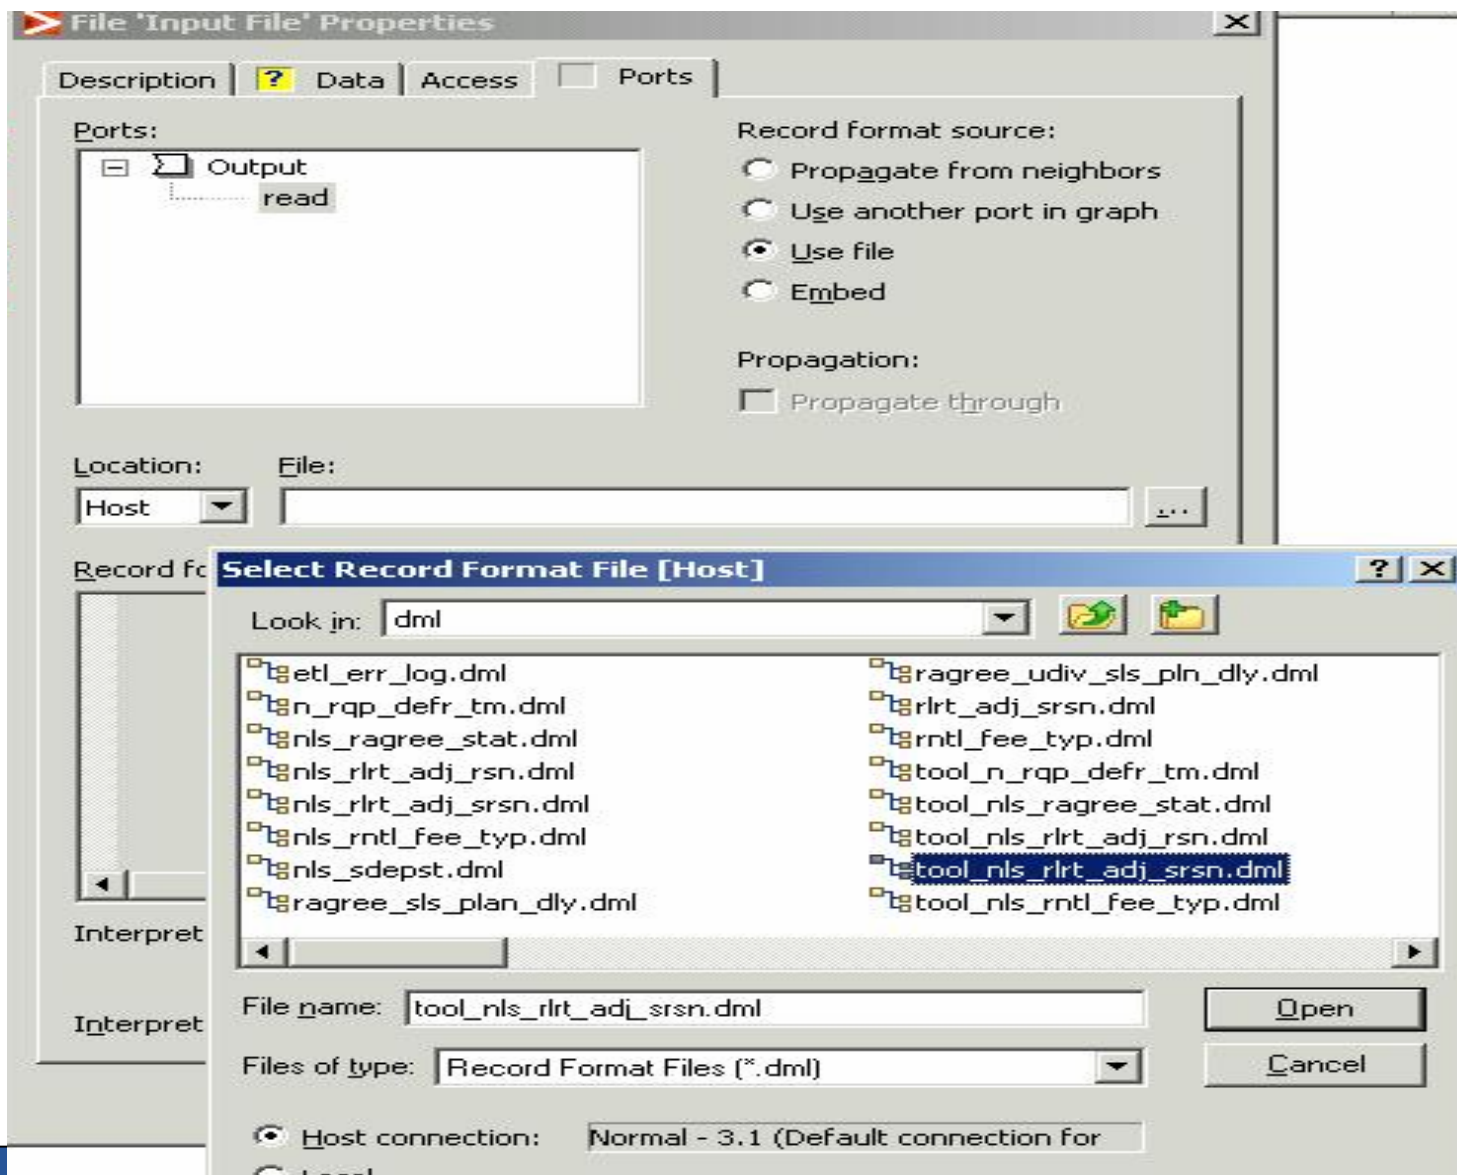 File 'Input File' Properties
Description ? Data Access Ports
Ports:
Record format source:
Output
read
Propagate from neighbors
Use another port in graph
Use file
Embed
Propagation:
Propagate through
Location: File:
Host ...
Record fo
Select Record Format File [Host] ?
Look in: dml
etl_err_log.dml
n_rqp_defr_tm.dml
nls_ragree_stat.dml
nls_rlrt_adj_rsn.dml
nls_rlrt_adj_srsn.dml
nls_rntl_fee_typ.dml
nls_sdepst.dml
ragree_sls_plan_dly.dml
ragree_udiv_sls_pln_dly.dml
rlrt_adj_srsn.dml
rntl_fee_typ.dml
tool_n_rqp_defr_tm.dml
tool_nls_ragree_stat.dml
tool_nls_rlrt_adj_rsn.dml
tool_nls_rlrt_adj_srsn.dml
tool_nls_rntl_fee_typ.dml
Interpret
File name: tool_nls_rlrt_adj_srsn.dml Open
Interpret
Files of type: Record Format Files (*.dml) Cancel
Host connection: Normal - 3.1 (Default connection for